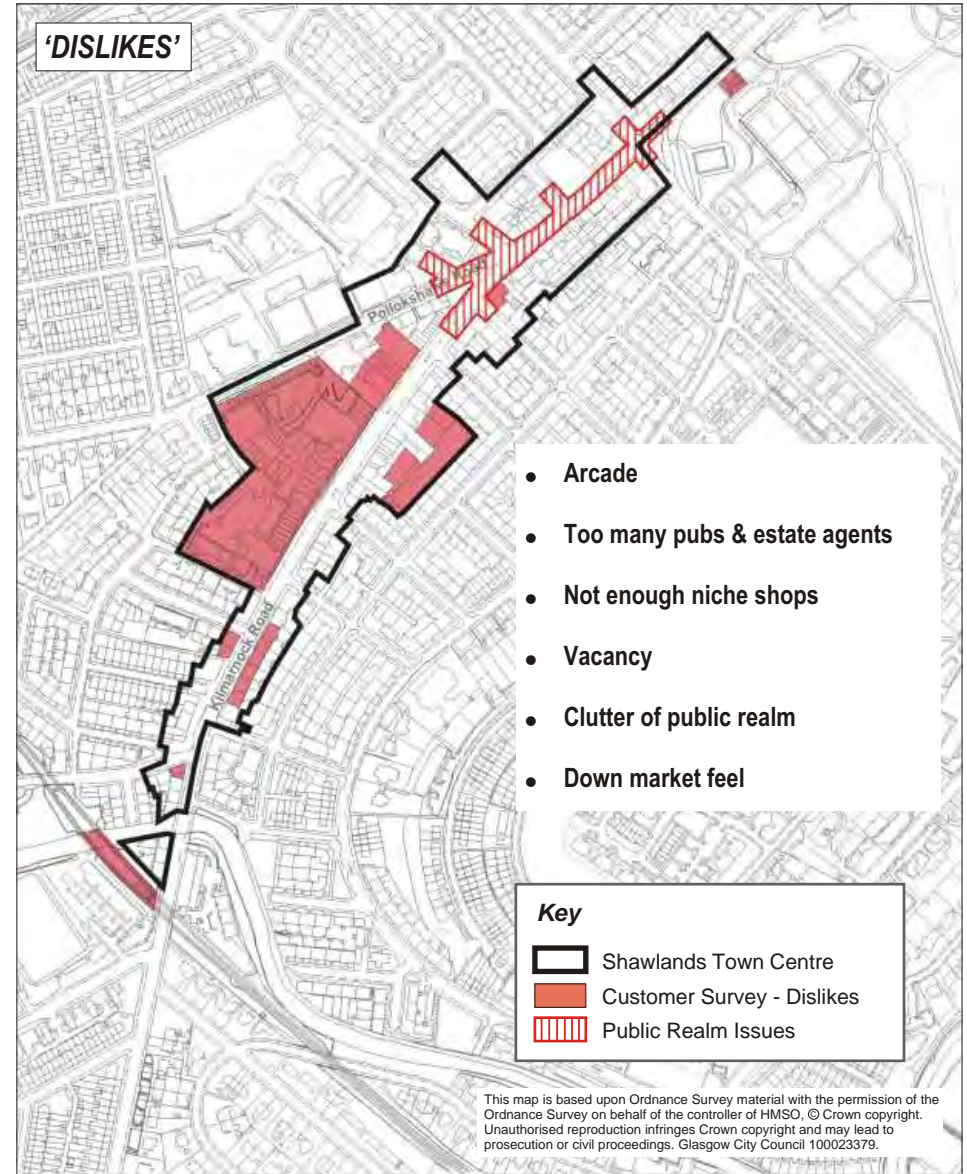 'DISLIKES'
Pollokshaws Road
Kilmarnock Road
• Arcade
• Too many pubs & estate agents
• Not enough niche shops
• Vacancy
• Clutter of public realm
• Down market feel
Key
Shawlands Town Centre
Customer Survey - Dislikes
Public Realm Issues
This map is based upon Ordnance Survey material with the permission of the
Ordnance Survey on behalf of the controller of HMSO, © Crown copyright.
Unauthorised reproduction infringes Crown copyright and may lead to
prosecution or civil proceedings. Glasgow City Council 100023379.